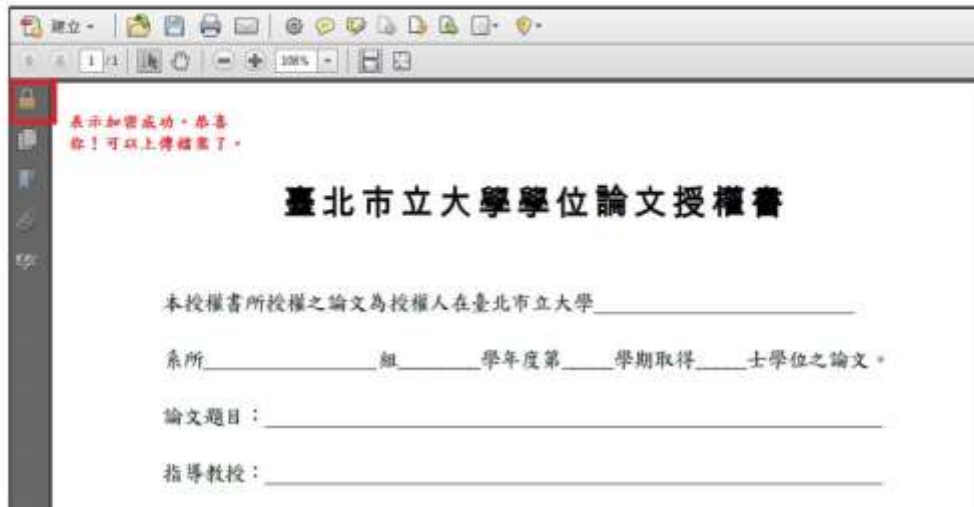 建立
1 /1 108%
表示加密成功。恭喜
你！可以上傳檔案了。
臺北市立大學學位論文授權書
本授權書所授權之論文為授權人在臺北市立大學
系所 組 學年度第 學期取得 士學位之論文。
論文題目：
指導教授：